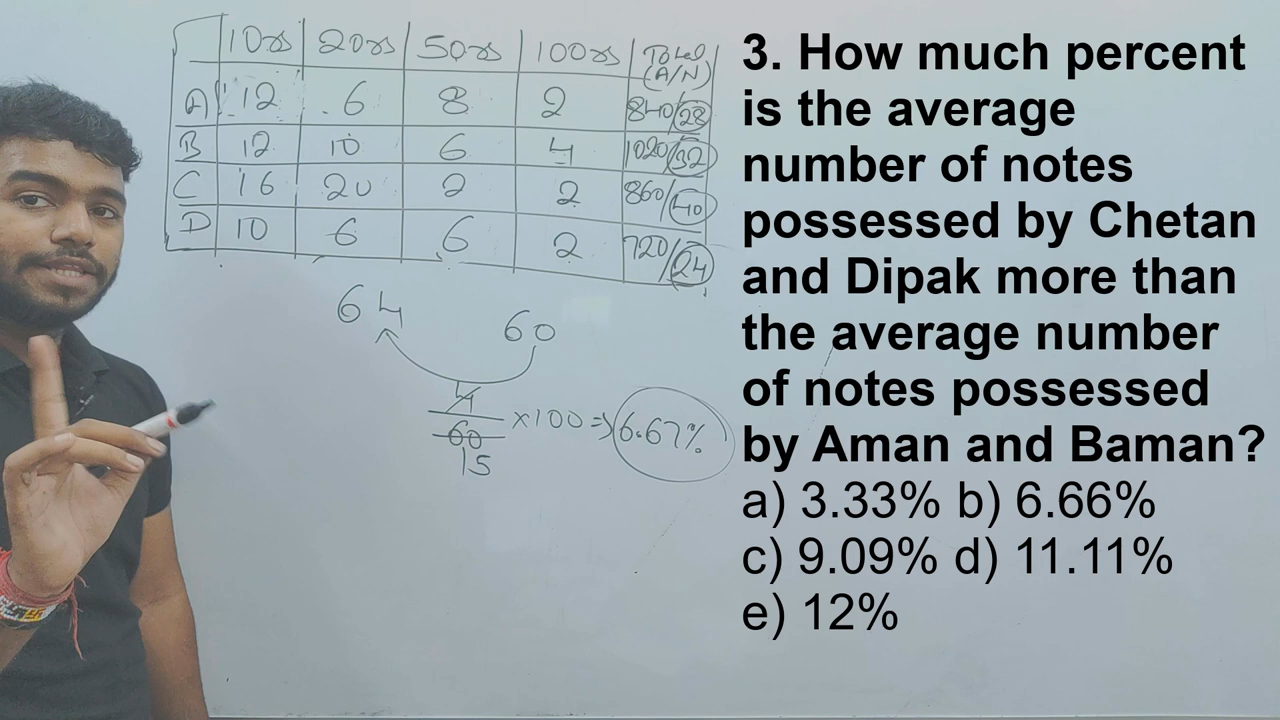 10rs 20rs 50rs 100rs Total (A/N)
A 12 6 8 2 840/28
B 12 10 6 4 1020/32
C 16 20 2 2 860/40
D 10 6 6 2 720/24
64 60
4
60 ×100 ⇒ 6.67%
15
3. How much percent
is the average
number of notes
possessed by Chetan
and Dipak more than
the average number
of notes possessed
by Aman and Baman?
a) 3.33% b) 6.66%
c) 9.09% d) 11.11%
e) 12%